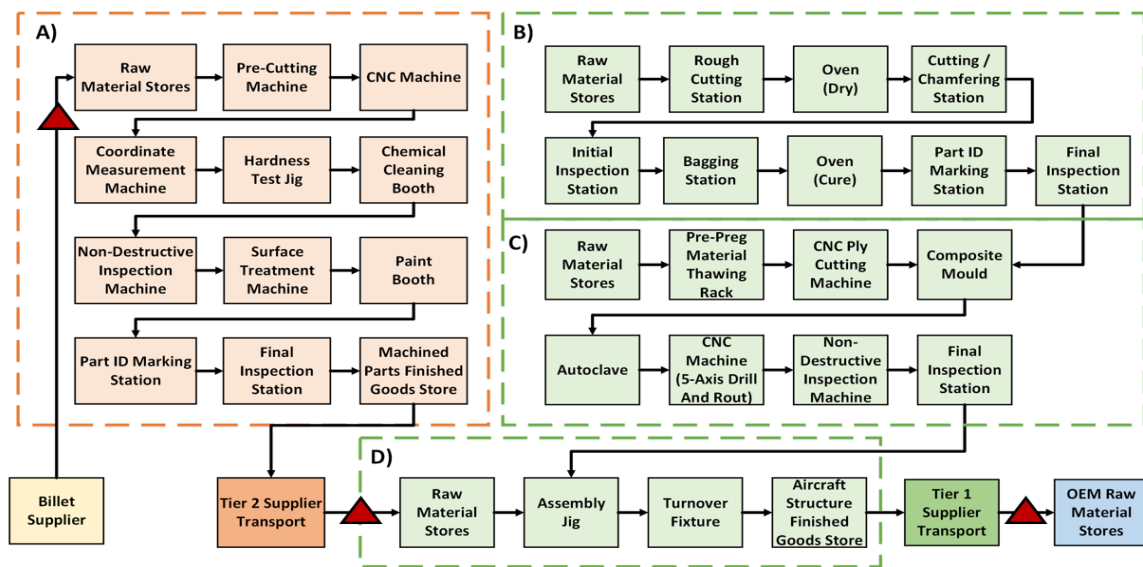 A)
Raw
Material Stores
Pre-Cutting
Machine
CNC Machine
Coordinate
Measurement
Machine
Hardness
Test Jig
Chemical
Cleaning
Booth
Non-Destructive
Inspection
Machine
Surface
Treatment
Machine
Paint
Booth
Part ID Marking
Station
Final
Inspection
Station
Machined
Parts Finished
Goods Store
B)
Raw
Material
Stores
Rough
Cutting
Station
Oven
(Dry)
Cutting /
Chamfering
Station
Initial
Inspection
Station
Bagging
Station
Oven
(Cure)
Part ID
Marking
Station
Final
Inspection
Station
C)
Raw
Material
Stores
Pre-Preg
Material
Thawing
Rack
CNC Ply
Cutting
Machine
Composite
Mould
Autoclave
CNC
Machine
(5-Axis Drill
And Rout)
Non-
Destructive
Inspection
Machine
Final
Inspection
Station
Billet
Supplier
Tier 2 Supplier
Transport
D)
Raw
Material
Stores
Assembly
Jig
Turnover
Fixture
Aircraft
Structure
Finished
Goods Store
Tier 1
Supplier
Transport
OEM Raw
Material
Stores